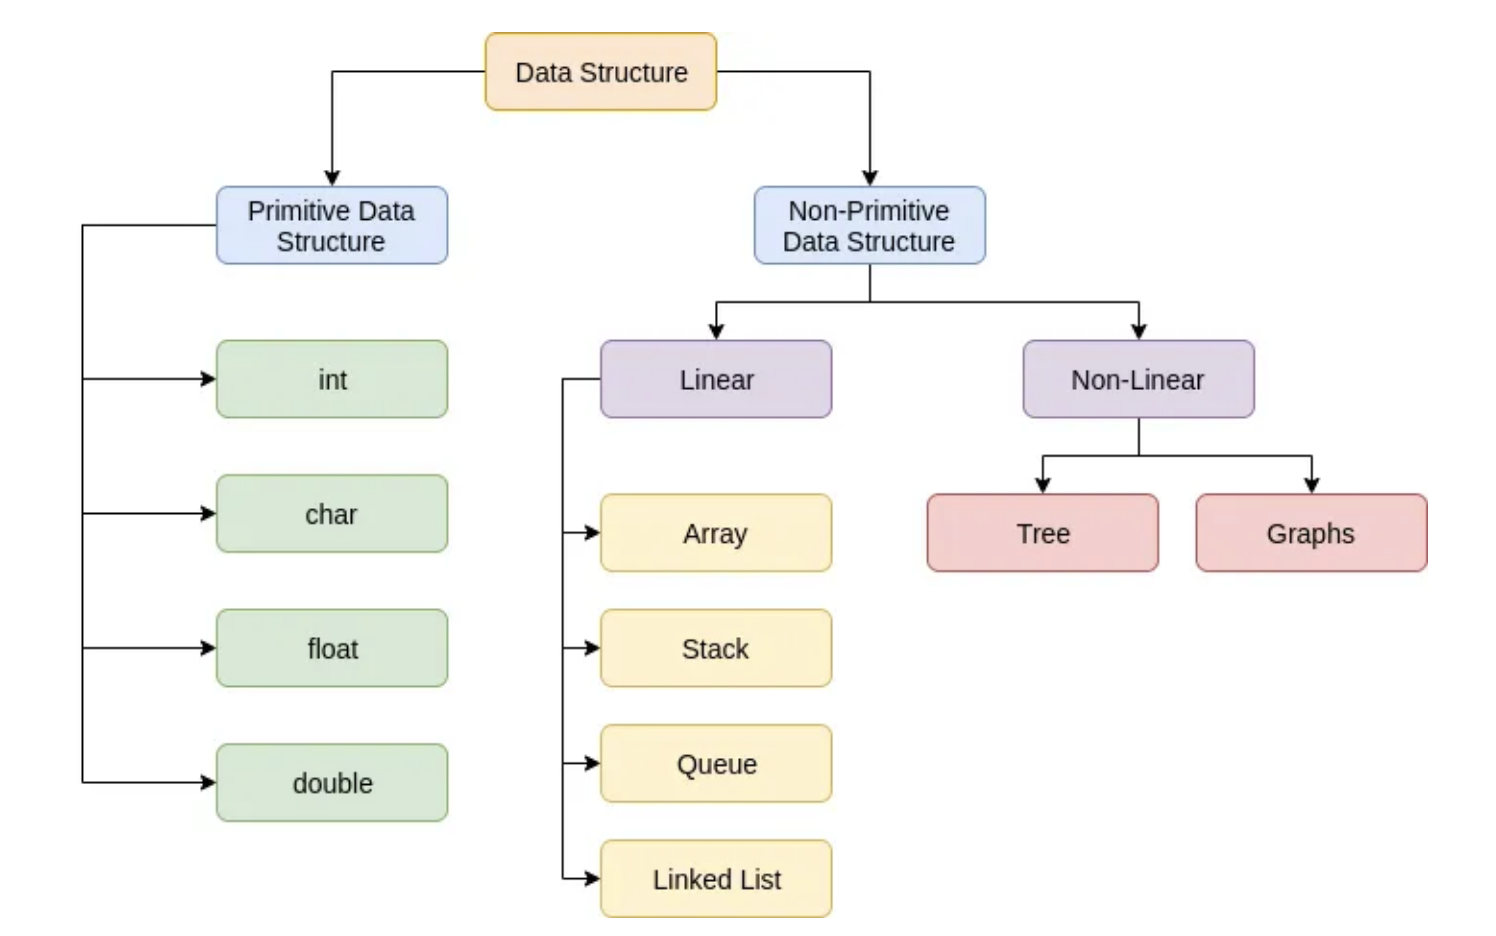 Data Structure
Primitive Data
Structure
Non-Primitive
Data Structure
int
Linear
Non-Linear
char
Array
Tree
Graphs
float
Stack
Queue
double
Linked List